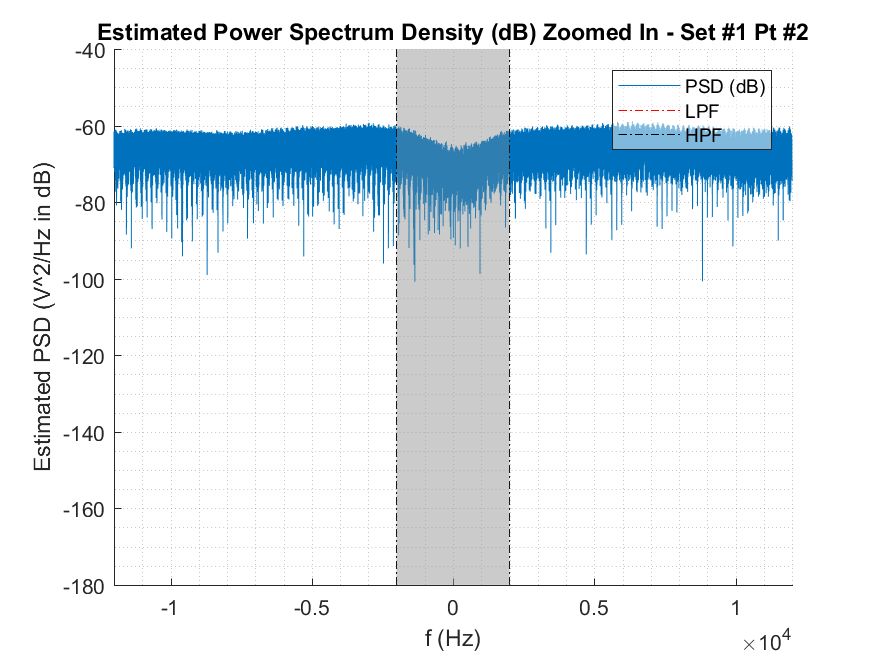 Estimated Power Spectrum Density (dB) Zoomed In - Set #1 Pt #2
-40
-60
-80
-100
-120
-140
-160
-180
Estimated PSD (V^2/Hz in dB)
PSD (dB)
LPF
HPF
-1
-0.5
0
0.5
1
×10^4
f (Hz)